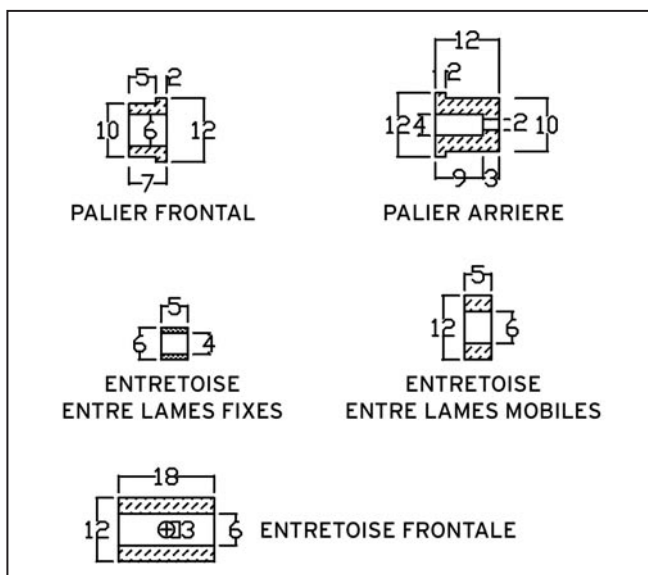 12
5 2
2
10 6 12
12 4 2 10
7
9 3
PALIER FRONTAL
PALIER ARRIERE
5
5
6 4
12 6
ENTRETOISE
ENTRE LAMES FIXES
ENTRETOISE
ENTRE LAMES MOBILES
18
12 3 6 ENTRETOISE FRONTALE